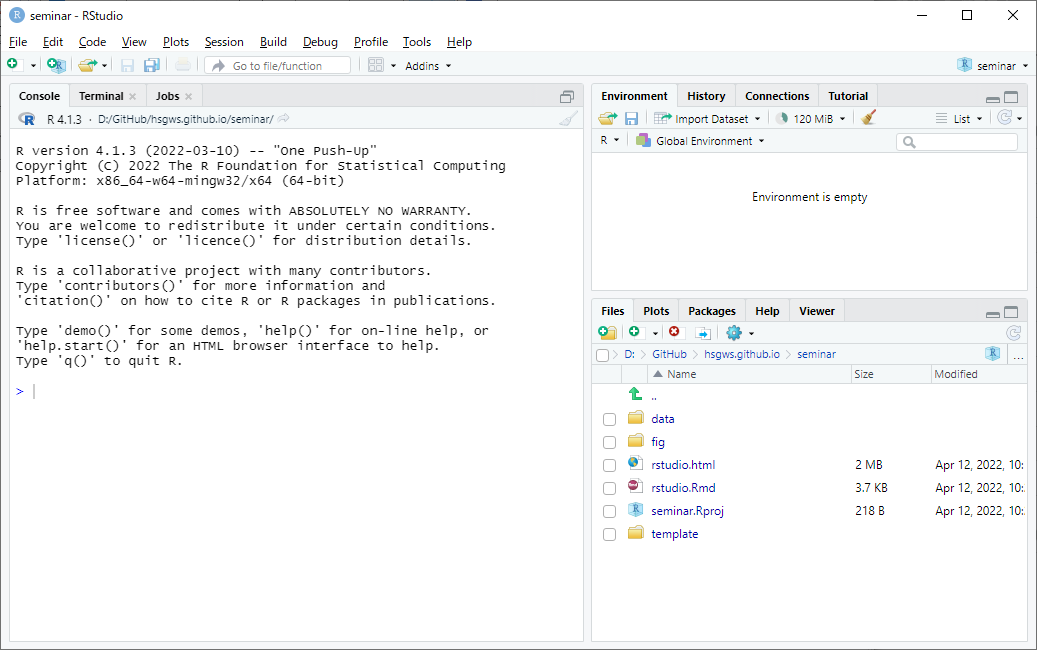 seminar - RStudio
File Edit Code View Plots Session Build Debug Profile Tools Help
Go to file/function Addins seminar
Console Terminal Jobs
R 4.1.3 · D:/GitHub/hsgws.github.io/seminar/
R version 4.1.3 (2022-03-10) -- "One Push-Up"
Copyright (C) 2022 The R Foundation for Statistical Computing
Platform: x86_64-w64-mingw32/x64 (64-bit)
R is free software and comes with ABSOLUTELY NO WARRANTY.
You are welcome to redistribute it under certain conditions.
Type 'license()' or 'licence()' for distribution details.
R is a collaborative project with many contributors.
Type 'contributors()' for more information and
'citation()' on how to cite R or R packages in publications.
Type 'demo()' for some demos, 'help()' for on-line help, or
'help.start()' for an HTML browser interface to help.
Type 'q()' to quit R.
>
Environment History Connections Tutorial
Import Dataset 120 MiB List
R Global Environment
Environment is empty
Files Plots Packages Help Viewer
D: GitHub hsgws.github.io seminar ...
Name Size Modified
..
data
fig
rstudio.html 2 MB Apr 12, 2022, 10:
rstudio.Rmd 3.7 KB Apr 12, 2022, 10:
seminar.Rproj 218 B Apr 12, 2022, 10:
template